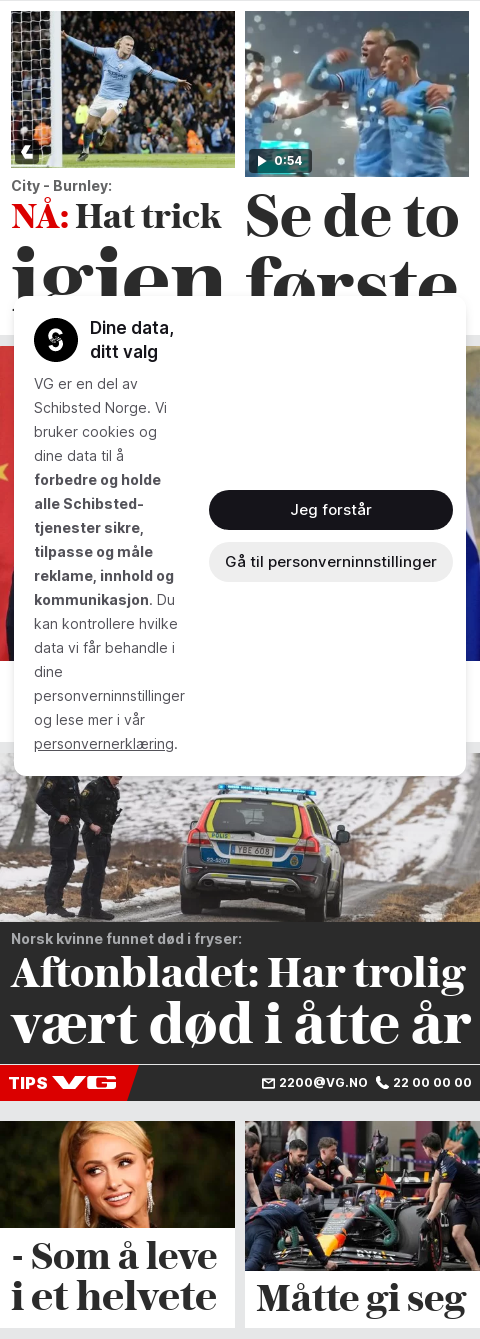 0:54
City - Burnley:
NÅ: Hat trick
igjen
Se de to
første
Dine data,
ditt valg
VG er en del av
Schibsted Norge. Vi
bruker cookies og
dine data til å
forbedre og holde
alle Schibsted-
tjenester sikre,
tilpasse og måle
reklame, innhold og
kommunikasjon. Du
kan kontrollere hvilke
data vi får behandle i
dine
personverninnstillinger
og lese mer i vår
personvernerklæring.
Jeg forstår
Gå til personverninnstillinger
POLIS
Norsk kvinne funnet død i fryser:
Aftonbladet: Har trolig
vært død i åtte år
TIPS VG
2200@VG.NO 22 00 00 00
- Som å leve
i et helvete
Måtte gi seg